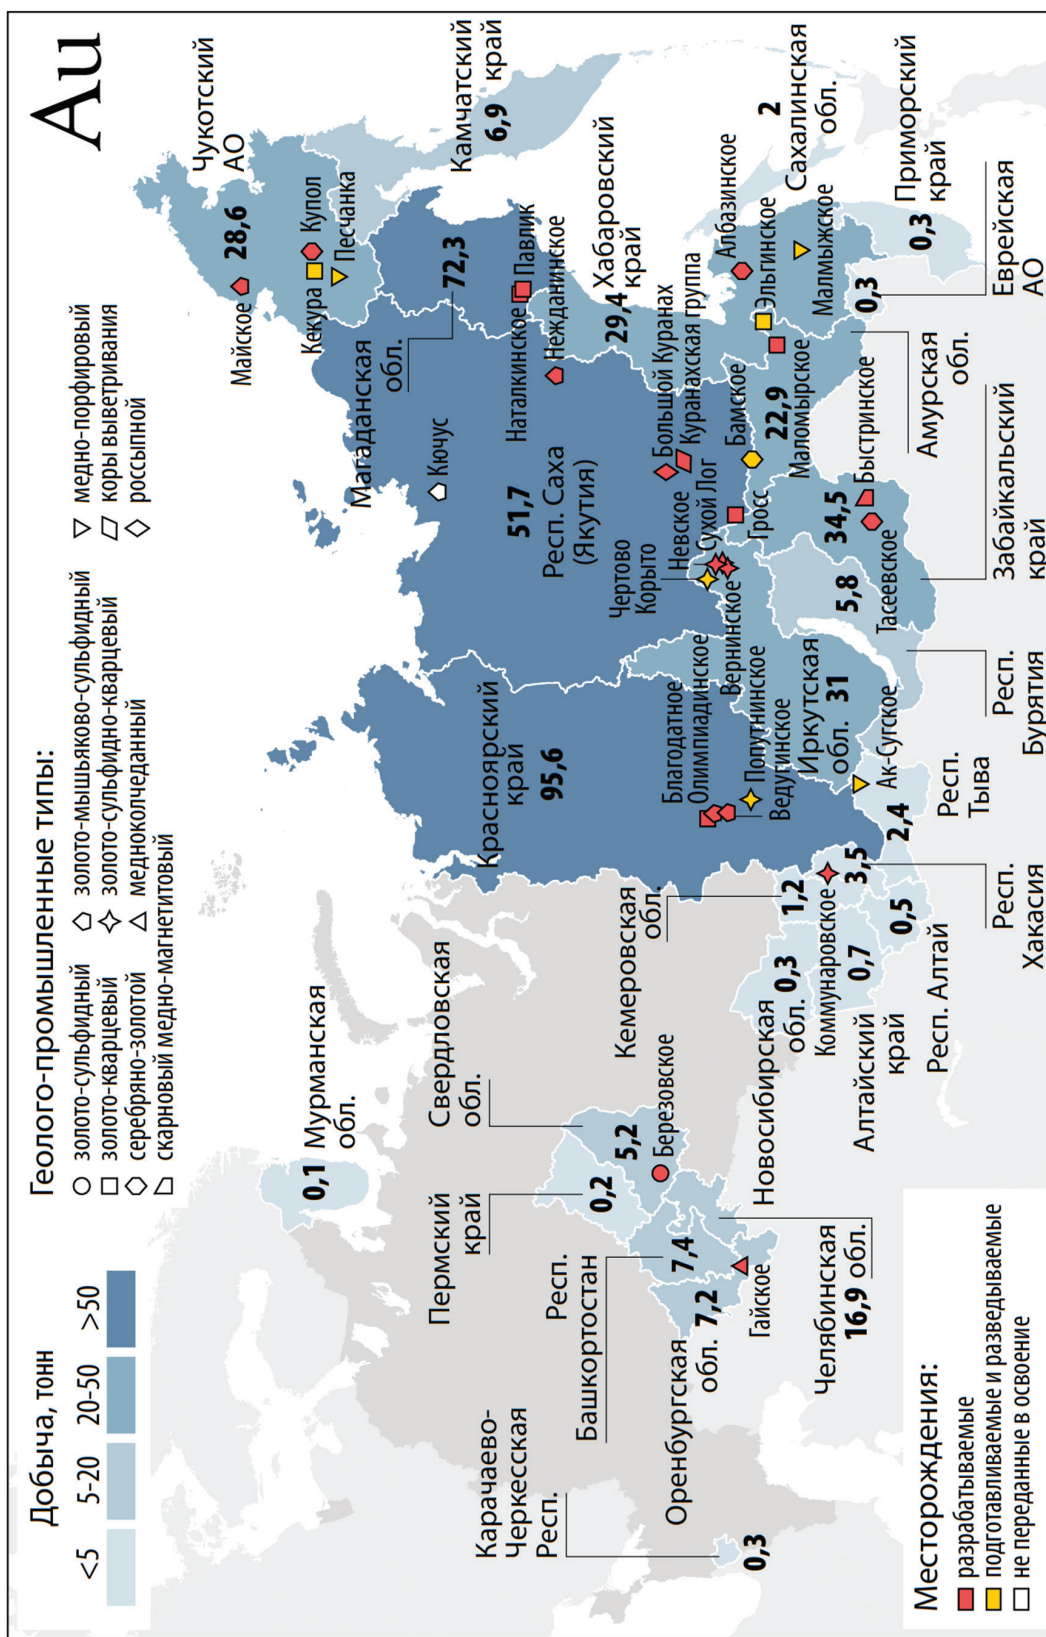 Au
Добыча, тонн
<5
5-20
20-50
>50
Геолого-промышленные типы:
золото-сульфидный
золото-кварцевый
серебряно-золотой
скарновый медно-магнетитовый
золото-мышьяково-сульфидный
золото-сульфидно-кварцевый
медноколчеданный
медно-порфировый
коры выветривания
россыпной
Мурманская
обл.
0,1
Чукотский
АО
28,6
Майское
Кекура
Купол
Песчанка
Камчатский
край
6,9
Магаданская
обл.
72,3
Наталкинское
Павлик
Кючус
Нежданинское
Респ. Саха
(Якутия)
51,7
Хабаровский
край
29,4
Большой Куранах
Куранахская группа
Красноярский
край
95,6
Благодатное
Олимпиадинское
Попутнинское
Ведугинское
Чертово
Корыто
Невское
Сухой Лог
Вернинское
Гросс
Бамское
Албазинское
Эльгинское
Малмыжское
Маломырское
22,9
Амурская
обл.
Сахалинская
обл.
2
Приморский
край
0,3
Еврейская
АО
0,3
Свердловская
обл.
5,2
Березовское
Пермский
край
0,2
Респ.
Башкортостан
7,4
Оренбургская
обл.
7,2
Гайское
Челябинская
обл.
16,9
Карачаево-
Черкесская
Респ.
0,3
Кемеровская
обл.
1,2
Новосибирская
обл.
0,3
Коммунаровское
Алтайский
край
0,7
Респ. Алтай
0,5
Респ.
Хакасия
3,5
Респ.
Тыва
2,4
Ак-Сугское
Иркутская
обл.
31
Респ.
Бурятия
5,8
Забайкальский
край
34,5
Тасеевское
Быстринское
Месторождения:
разрабатываемые
подготавливаемые и разведываемые
не переданные в освоение